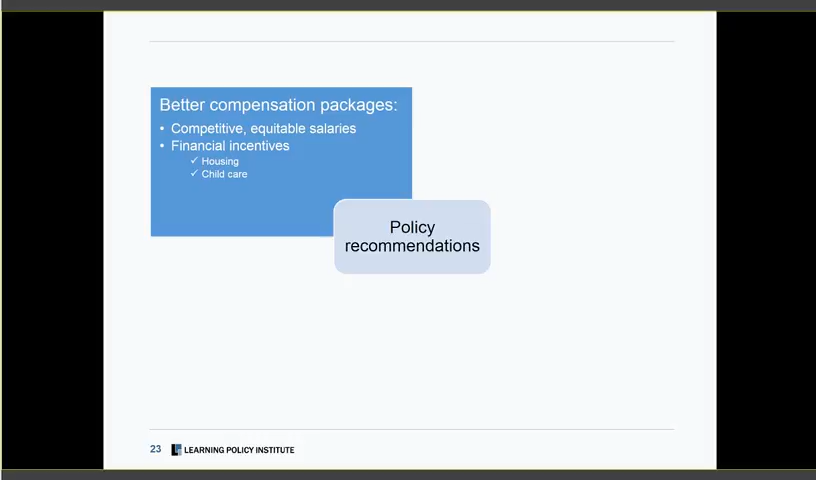 Better compensation packages:
• Competitive, equitable salaries
• Financial incentives
✓ Housing
✓ Child care
Policy
recommendations
23 LEARNING POLICY INSTITUTE